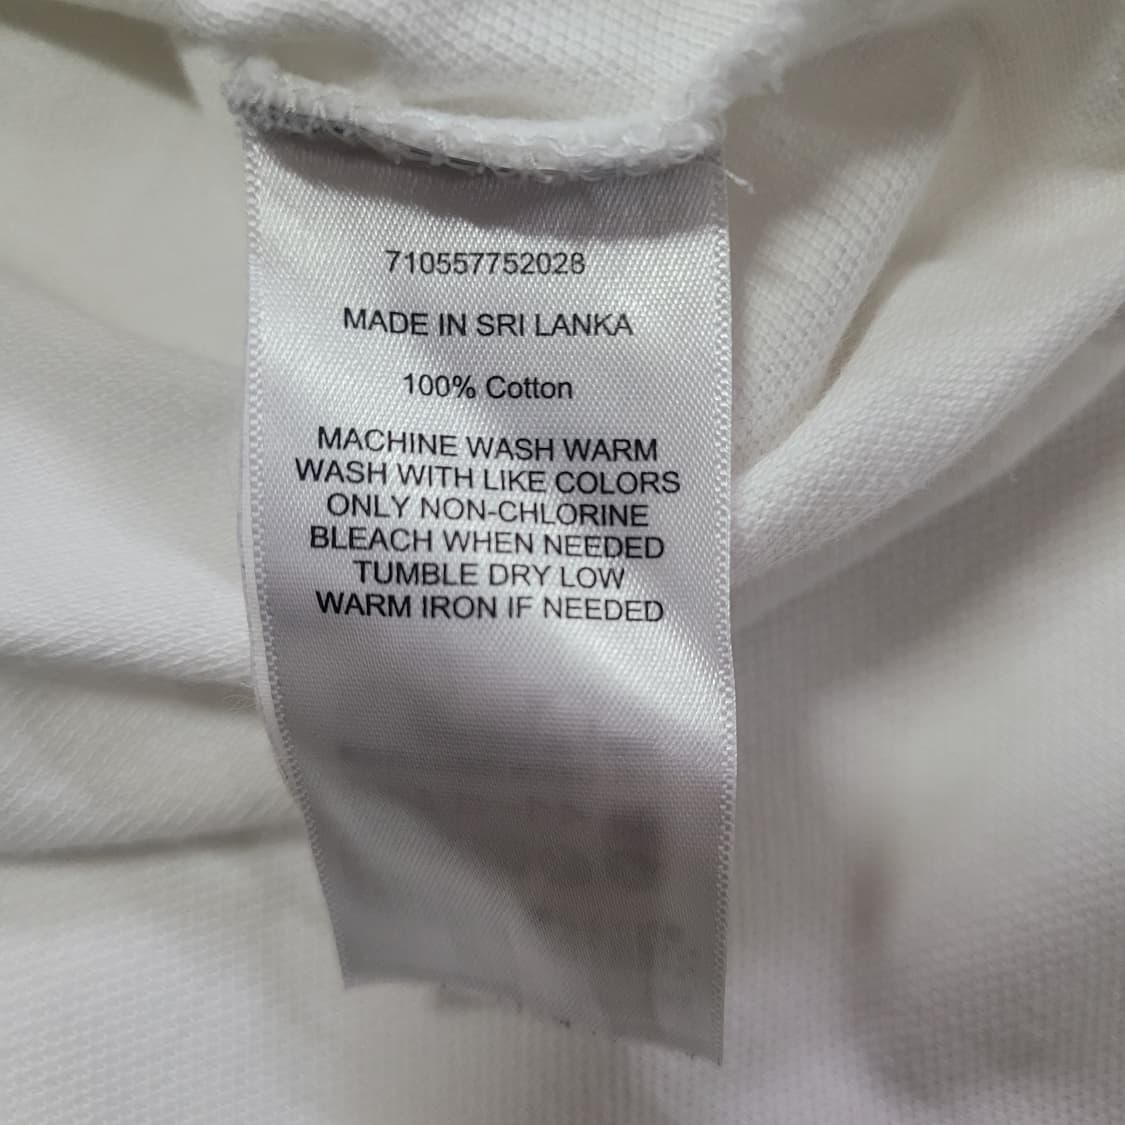 710557752028
MADE IN SRI LANKA
100% Cotton
MACHINE WASH WARM
WASH WITH LIKE COLORS
ONLY NON-CHLORINE
BLEACH WHEN NEEDED
TUMBLE DRY LOW
WARM IRON IF NEEDED